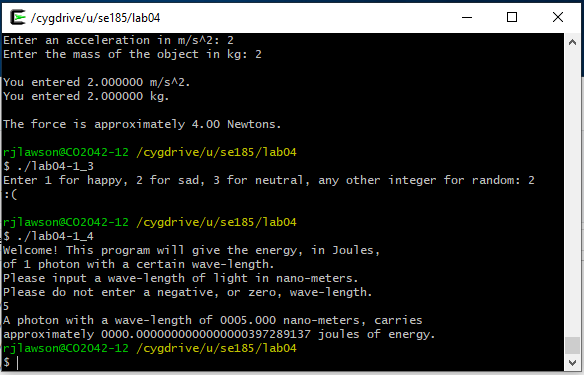 /cygdrive/u/se185/lab04
Enter an acceleration in m/s^2: 2
Enter the mass of the object in kg: 2
You entered 2.000000 m/s^2.
You entered 2.000000 kg.
The force is approximately 4.00 Newtons.
rjlawson@CO2042-12 /cygdrive/u/se185/lab04
$ ./lab04-1_3
Enter 1 for happy, 2 for sad, 3 for neutral, any other integer for random: 2
:(
rjlawson@CO2042-12 /cygdrive/u/se185/lab04
$ ./lab04-1_4
Welcome! This program will give the energy, in Joules,
of 1 photon with a certain wave-length.
Please input a wavelength of light in nano-meters.
Please do not enter a negative, or zero, wave-length.
5
A photon with a wave-length of 0005.000 nano-meters, carries
approximately 0000.0000000000000000397289137 joules of energy.
rjlawson@CO2042-12 /cygdrive/u/se185/lab04
$